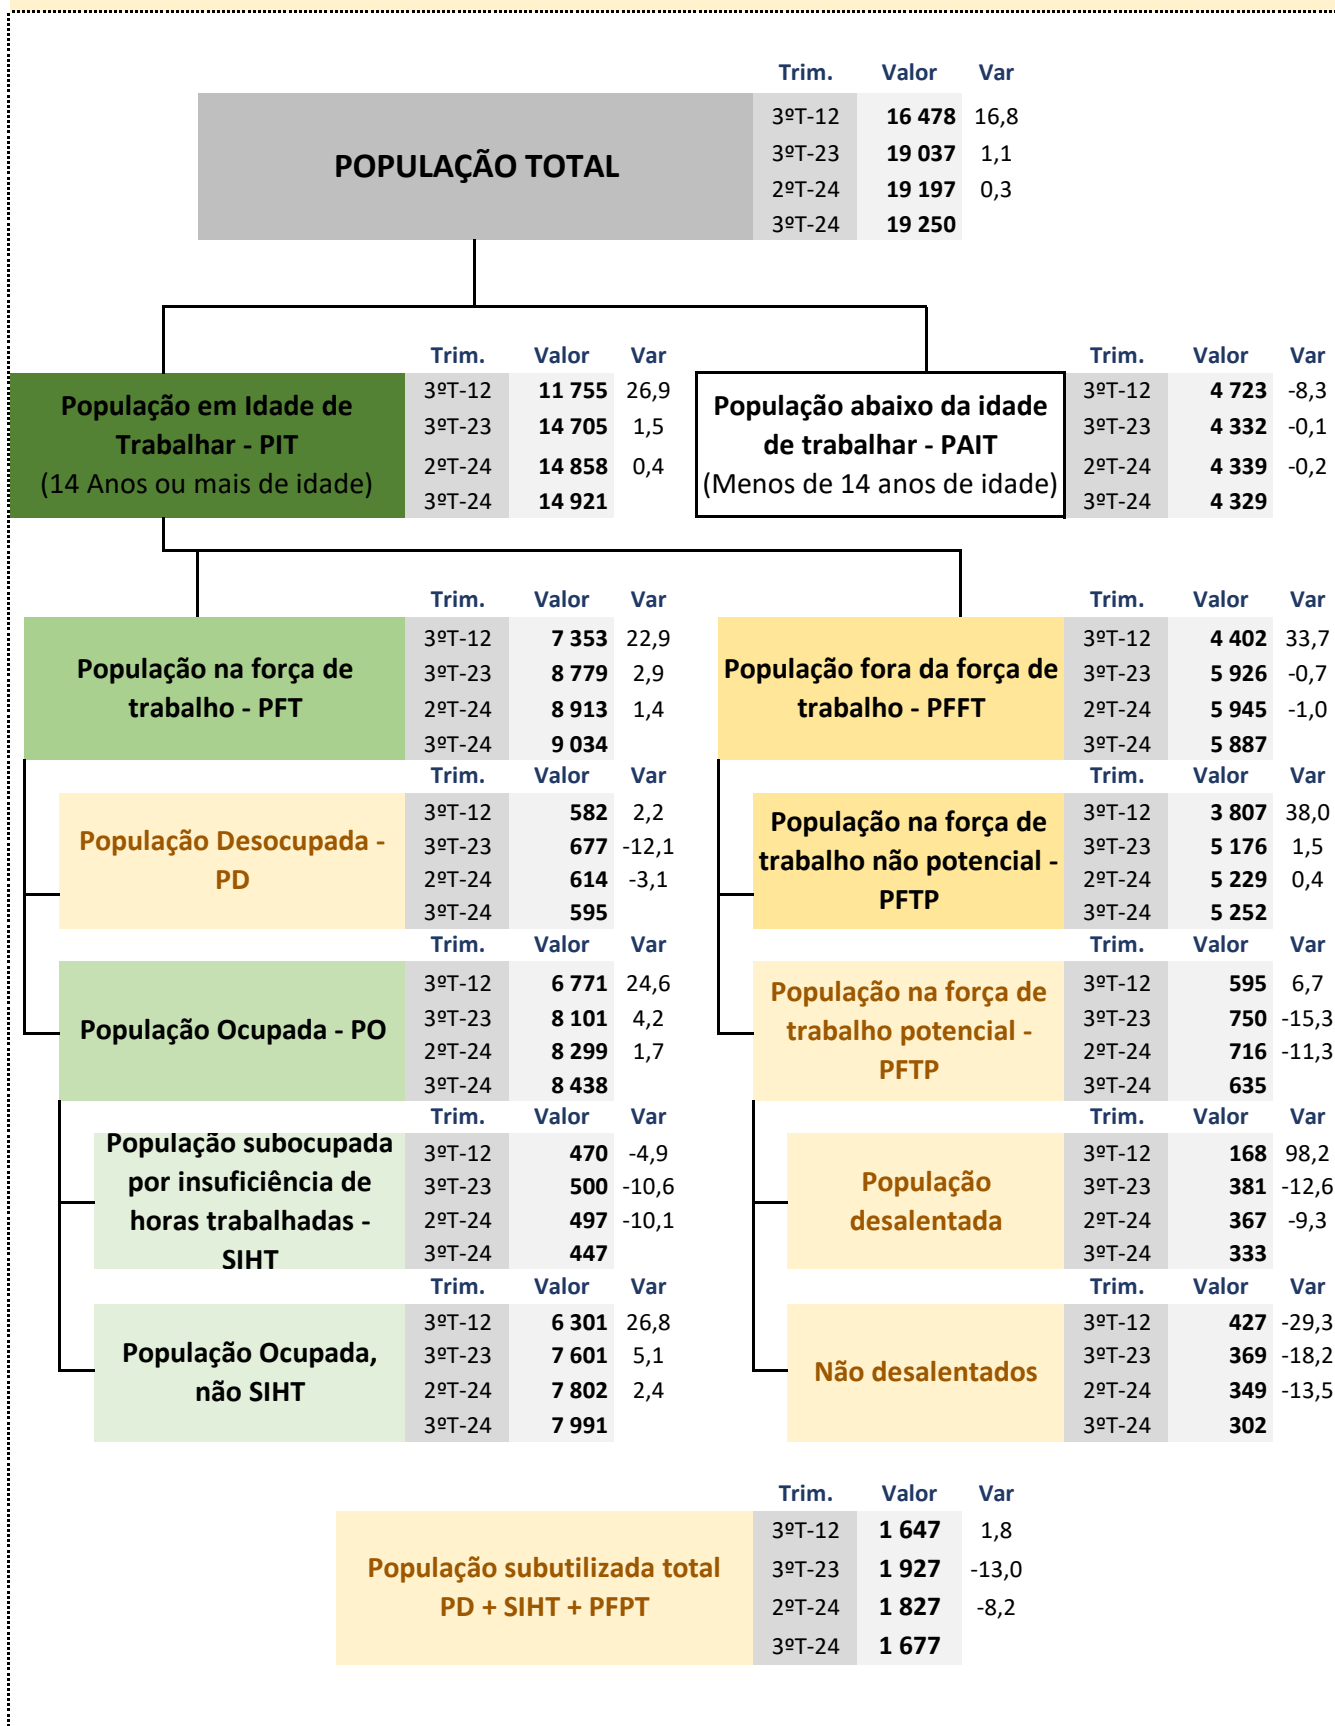 Trim. Valor Var
POPULAÇÃO TOTAL
3ºT-12 16 478 16,8
3ºT-23 19 037 1,1
2ºT-24 19 197 0,3
3ºT-24 19 250
Trim. Valor Var
População em Idade de
Trabalhar - PIT
(14 Anos ou mais de idade)
3ºT-12 11 755 26,9
3ºT-23 14 705 1,5
2ºT-24 14 858 0,4
3ºT-24 14 921
Trim. Valor Var
População abaixo da idade
de trabalhar - PAIT
(Menos de 14 anos de idade)
3ºT-12 4 723 -8,3
3ºT-23 4 332 -0,1
2ºT-24 4 339 -0,2
3ºT-24 4 329
Trim. Valor Var
População na força de
trabalho - PFT
3ºT-12 7 353 22,9
3ºT-23 8 779 2,9
2ºT-24 8 913 1,4
3ºT-24 9 034
Trim. Valor Var
População fora da força de
trabalho - PFFT
3ºT-12 4 402 33,7
3ºT-23 5 926 -0,7
2ºT-24 5 945 -1,0
3ºT-24 5 887
Trim. Valor Var
População Desocupada -
PD
3ºT-12 582 2,2
3ºT-23 677 -12,1
2ºT-24 614 -3,1
3ºT-24 595
Trim. Valor Var
População na força de
trabalho não potencial -
PFTP
3ºT-12 3 807 38,0
3ºT-23 5 176 1,5
2ºT-24 5 229 0,4
3ºT-24 5 252
Trim. Valor Var
População Ocupada - PO
3ºT-12 6 771 24,6
3ºT-23 8 101 4,2
2ºT-24 8 299 1,7
3ºT-24 8 438
Trim. Valor Var
População na força de
trabalho potencial -
PFTP
3ºT-12 595 6,7
3ºT-23 750 -15,3
2ºT-24 716 -11,3
3ºT-24 635
Trim. Valor Var
População subocupada
por insuficiência de
horas trabalhadas -
SIHT
3ºT-12 470 -4,9
3ºT-23 500 -10,6
2ºT-24 497 -10,1
3ºT-24 447
Trim. Valor Var
População
desalentada
3ºT-12 168 98,2
3ºT-23 381 -12,6
2ºT-24 367 -9,3
3ºT-24 333
Trim. Valor Var
População Ocupada,
não SIHT
3ºT-12 6 301 26,8
3ºT-23 7 601 5,1
2ºT-24 7 802 2,4
3ºT-24 7 991
Trim. Valor Var
Não desalentados
3ºT-12 427 -29,3
3ºT-23 369 -18,2
2ºT-24 349 -13,5
3ºT-24 302
Trim. Valor Var
População subutilizada total
PD + SIHT + PFPT
3ºT-12 1 647 1,8
3ºT-23 1 927 -13,0
2ºT-24 1 827 -8,2
3ºT-24 1 677